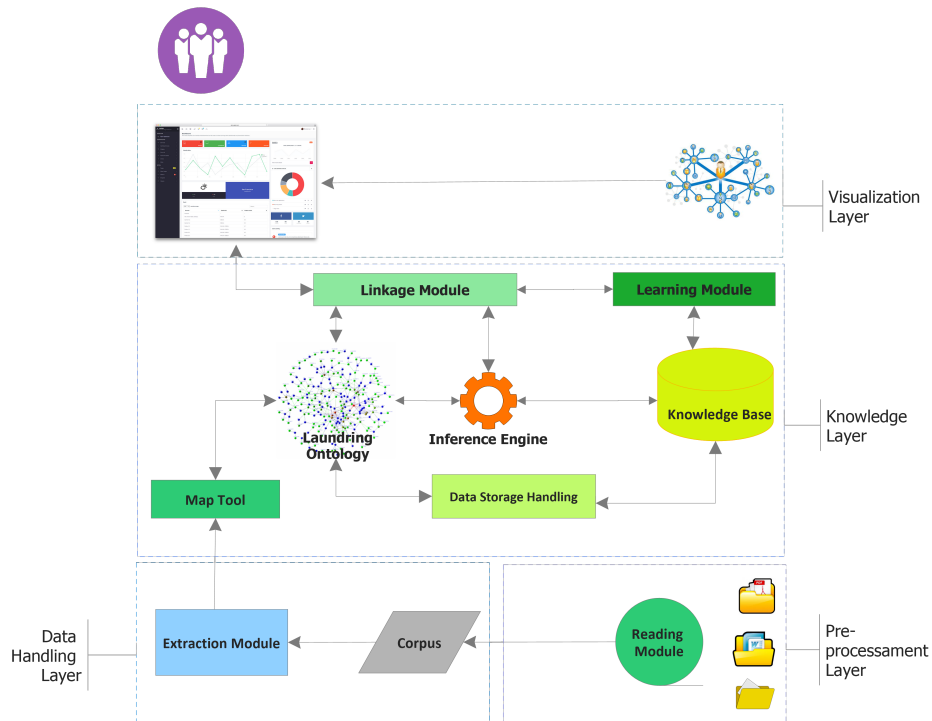 Visualization
Layer
Linkage Module
Learning Module
Laundring
Ontology
Inference Engine
Knowledge Base
Knowledge
Layer
Map Tool
Data Storage Handling
Data
Handling
Layer
Extraction Module
Corpus
Reading
Module
PDF
W
Pre-
processament
Layer